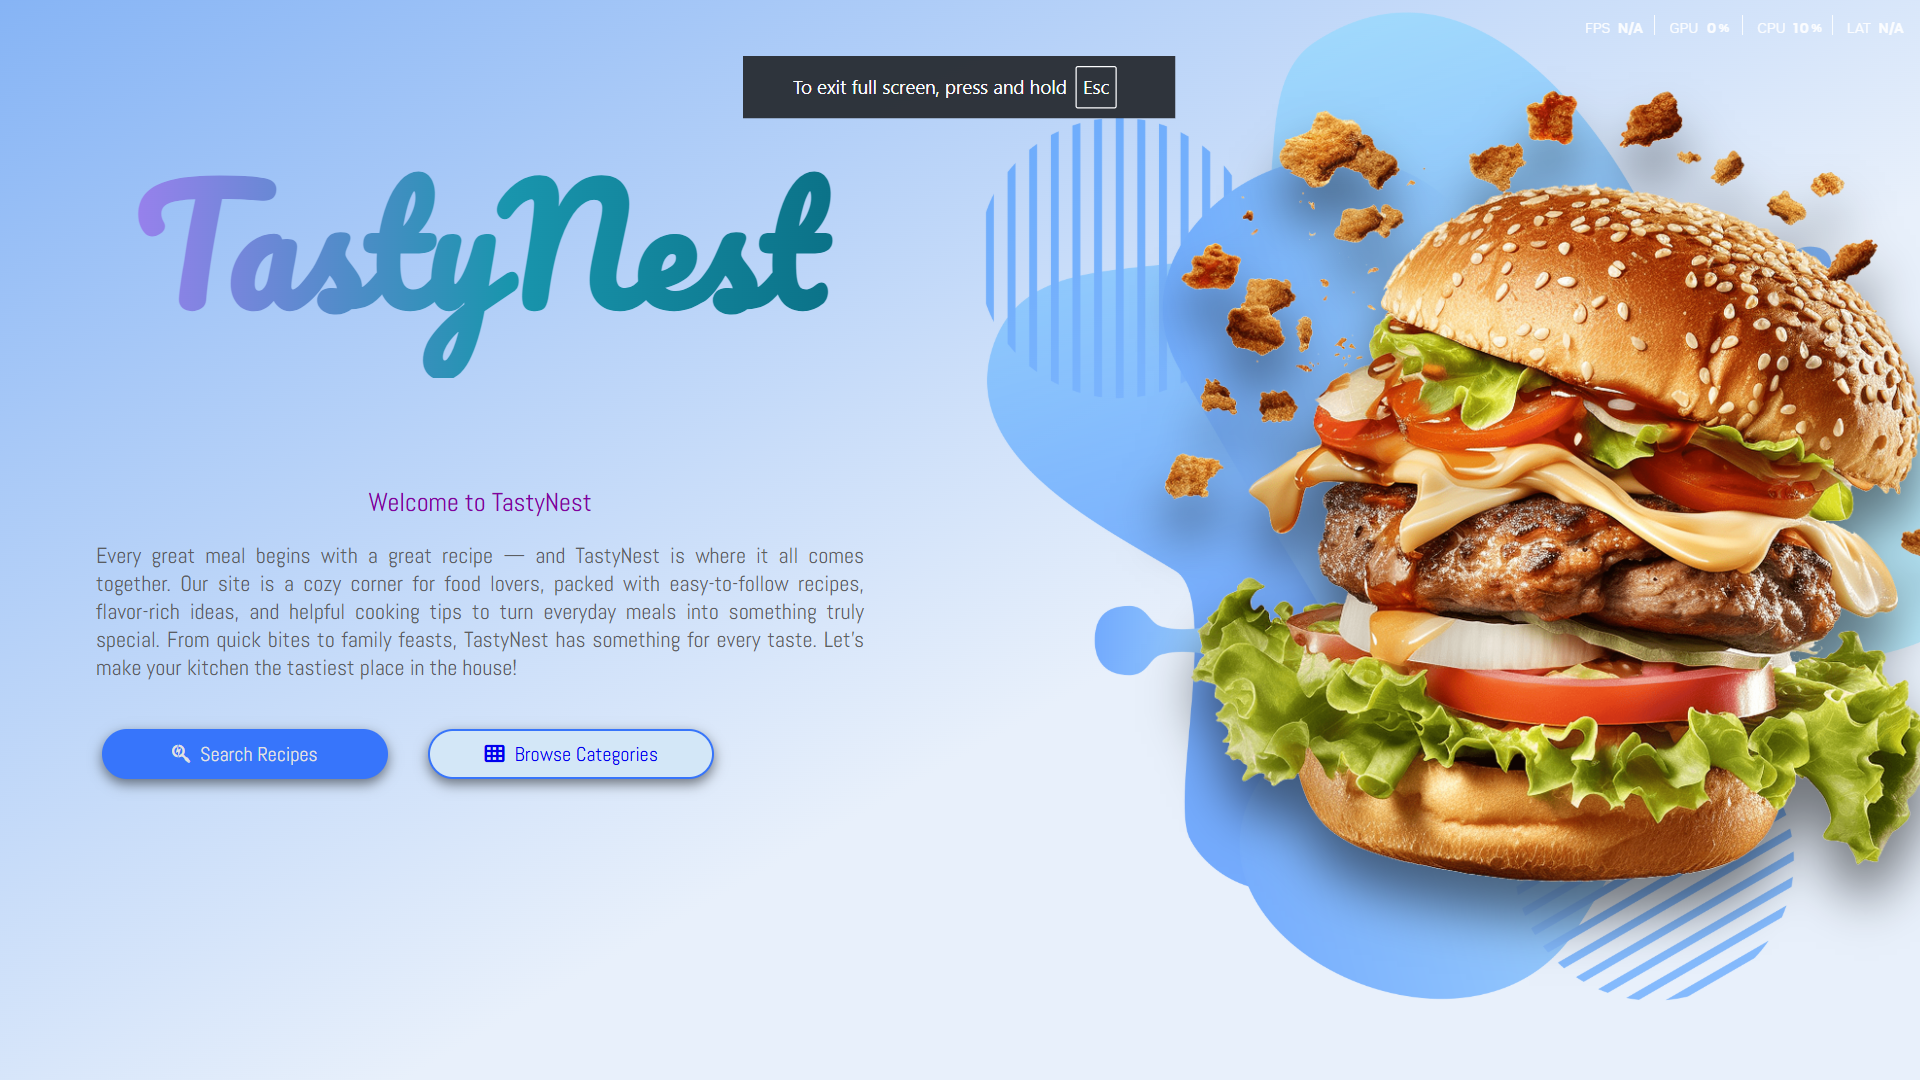 FPS N/A GPU 0% CPU 10% LAT N/A
To exit full screen, press and hold Esc
TastyNest
Welcome to TastyNest
Every great meal begins with a great recipe — and TastyNest is where it all comes
together. Our site is a cozy corner for food lovers, packed with easy-to-follow recipes,
flavor-rich ideas, and helpful cooking tips to turn everyday meals into something truly
special. From quick bites to family feasts, TastyNest has something for every taste. Let's
make your kitchen the tastiest place in the house!
Search Recipes
Browse Categories